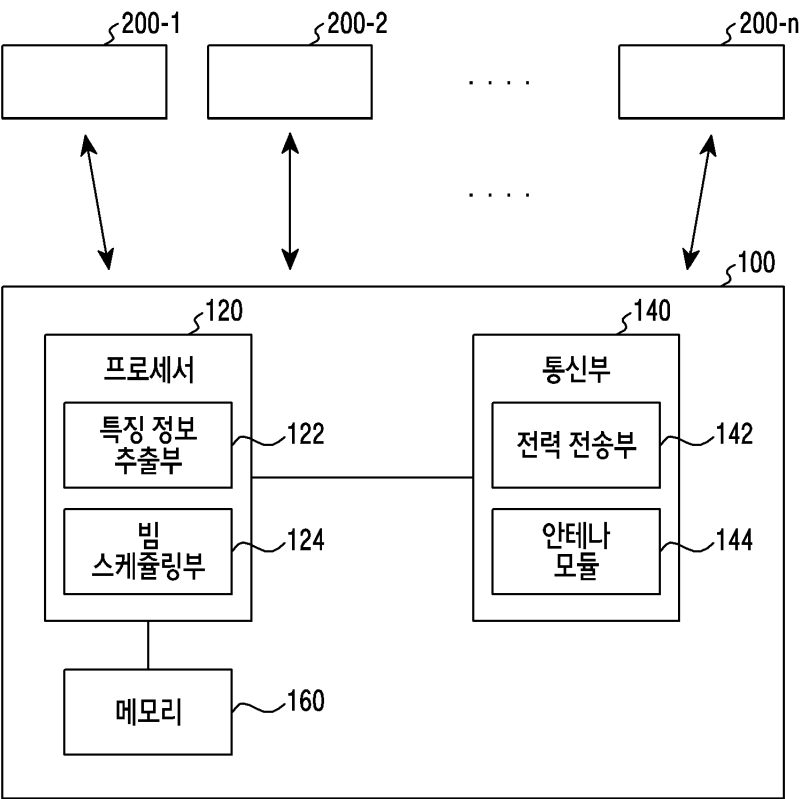 200-1
200-2
200-n
. . . .
. . . .
100
120
140
프로세서
통신부
특징 정보
추출부
122
전력 전송부
142
빔
스케쥴링부
124
안테나
모듈
144
메모리
160